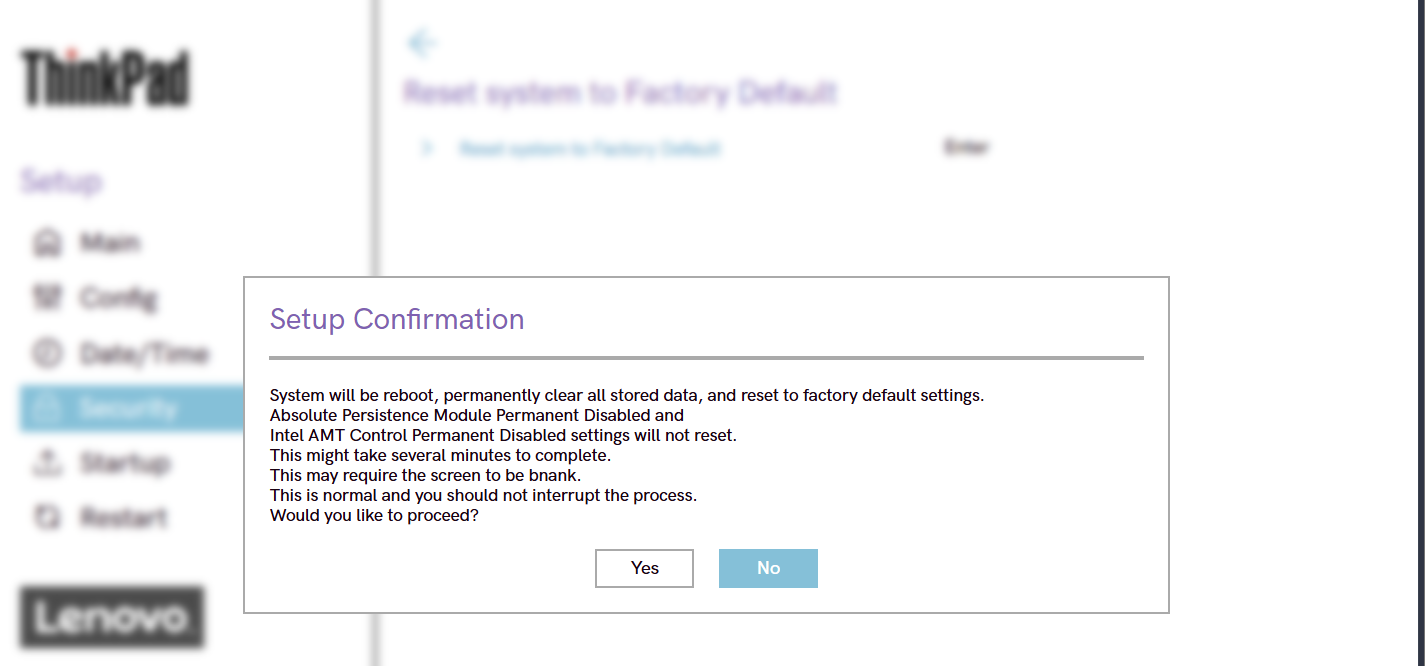 ThinkPad
Reset system to Factory Default
Reset system to Factory Default
Enter
Setup
Main
Config
Date/Time
Security
Startup
Restart
Lenovo
Setup Confirmation
System will be reboot, permanently clear all stored data, and reset to factory default settings.
Absolute Persistence Module Permanent Disabled and
Intel AMT Control Permanent Disabled settings will not reset.
This might take several minutes to complete.
This may require the screen to be bnank.
This is normal and you should not interrupt the process.
Would you like to proceed?
Yes
No